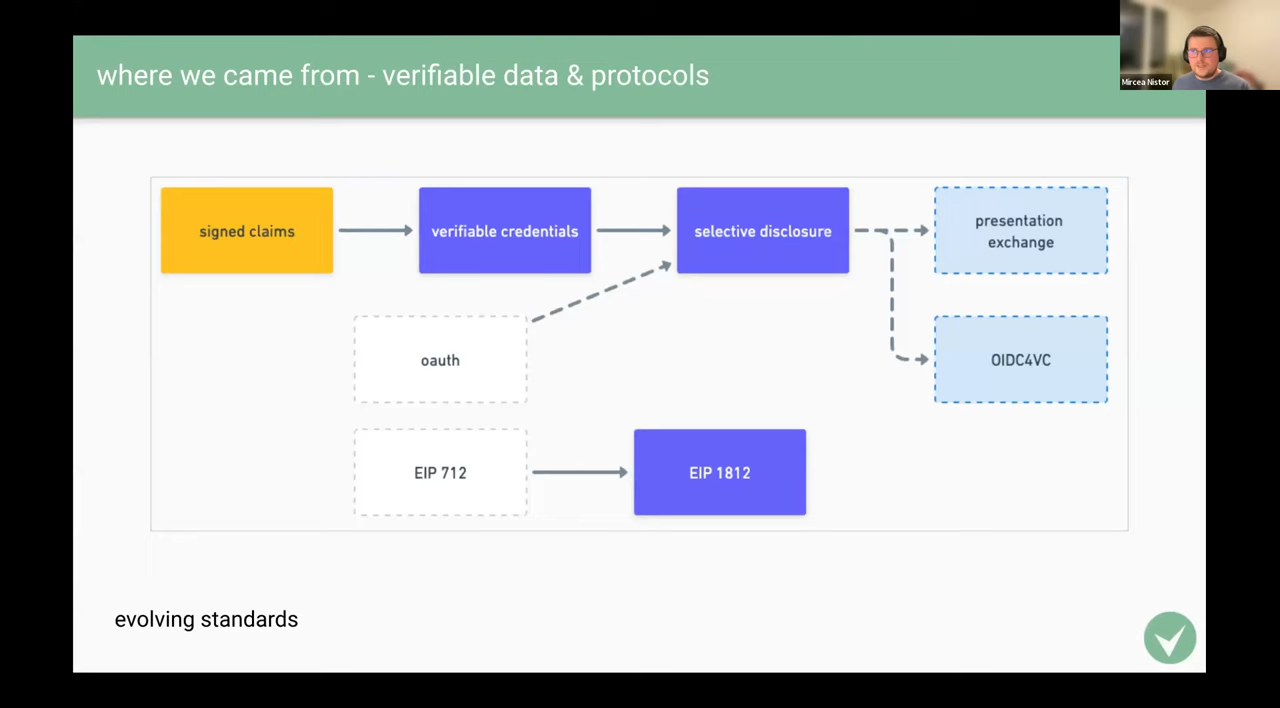 where we came from - verifiable data & protocols
Mircea Nistor
signed claims
verifiable credentials
selective disclosure
presentation
exchange
oauth
OIDC4VC
EIP 712
EIP 1812
evolving standards